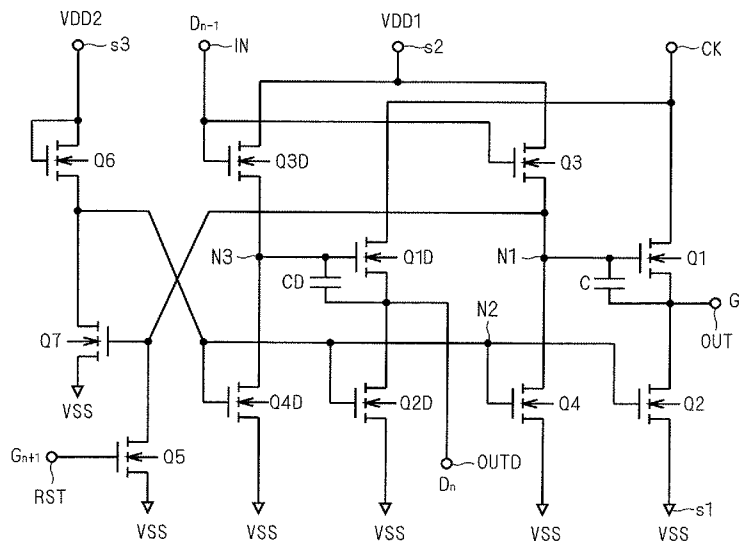 VDD2 Dn-1 VDD1
s3 IN s2 CK
Q6 Q3D Q3
N3 Q1D N1 Q1
CD C
G
N2 OUT
Q7
VSS Q4D Q2D Q4 Q2
Gn+1 Q5 OUTD
RST Dn s1
VSS VSS VSS VSS VSS